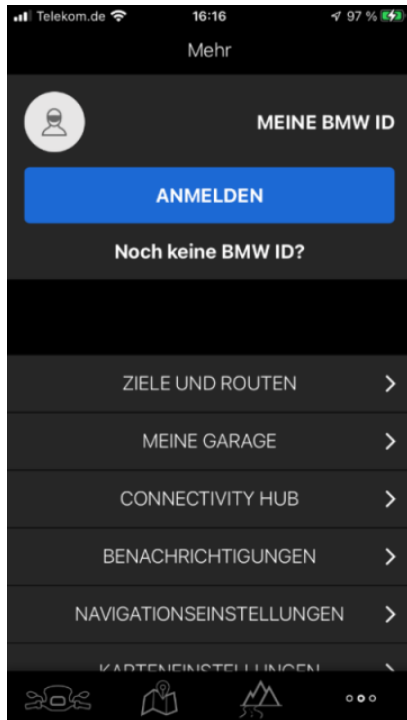 Telekom.de 16:16 97 %
Mehr
MEINE BMW ID
ANMELDEN
Noch keine BMW ID?
ZIELE UND ROUTEN
MEINE GARAGE
CONNECTIVITY HUB
BENACHRICHTIGUNGEN
NAVIGATIONSEINSTELLUNGEN
KARTENEINSTELLUNGEN